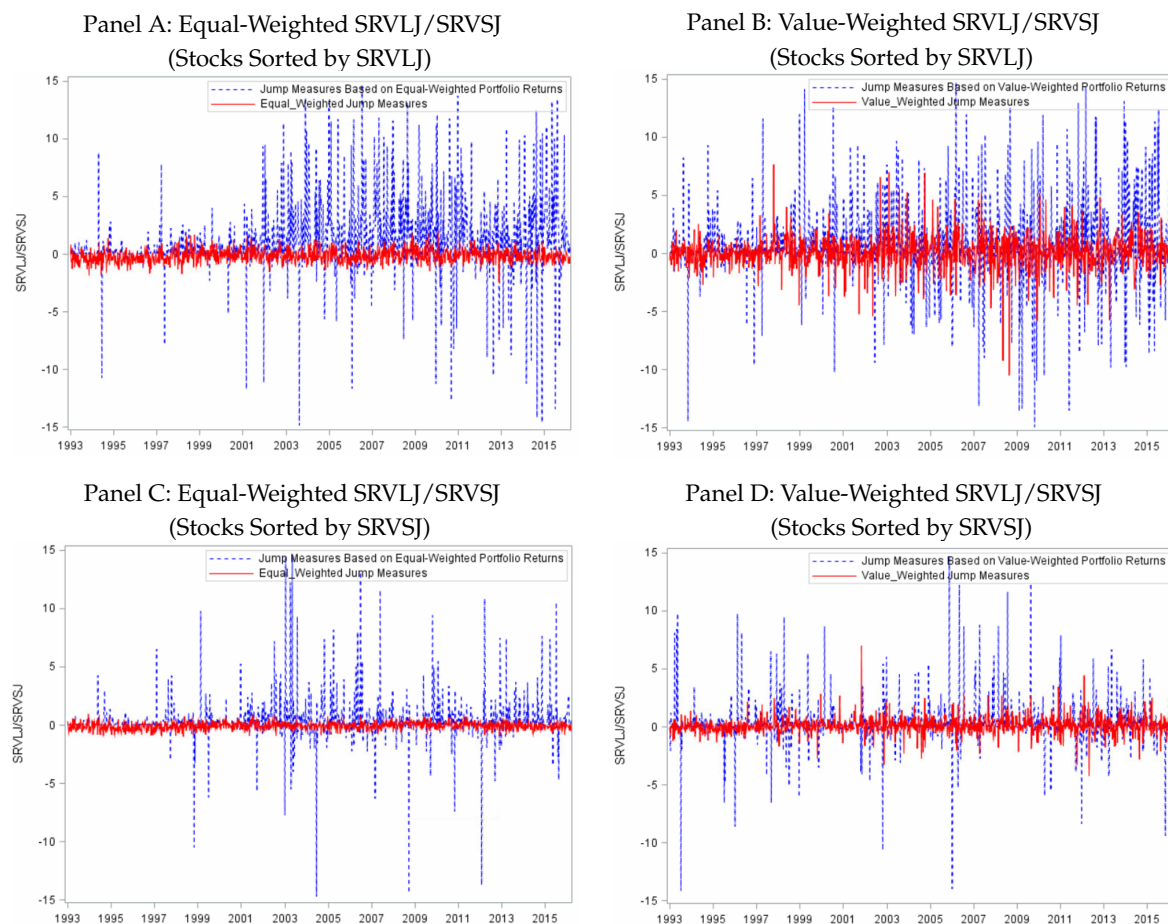 Panel A: Equal-Weighted SRVLJ/SRVSJ
(Stocks Sorted by SRVLJ)
15
10
5
0
-5
-10
-15
SRVLJ/SRVSJ
Jump Measures Based on Equal-Weighted Portfolio Returns
Equal_Weighted Jump Measures
1993 1995 1997 1999 2001 2003 2005 2007 2009 2011 2013 2015
Panel B: Value-Weighted SRVLJ/SRVSJ
(Stocks Sorted by SRVLJ)
15
10
5
0
-5
-10
-15
SRVLJ/SRVSJ
Jump Measures Based on Value-Weighted Portfolio Returns
Value_Weighted Jump Measures
1993 1995 1997 1999 2001 2003 2005 2007 2009 2011 2013 2015
Panel C: Equal-Weighted SRVLJ/SRVSJ
(Stocks Sorted by SRVSJ)
15
10
5
0
-5
-10
-15
SRVLJ/SRVSJ
Jump Measures Based on Equal-Weighted Portfolio Returns
Equal_Weighted Jump Measures
1993 1995 1997 1999 2001 2003 2005 2007 2009 2011 2013 2015
Panel D: Value-Weighted SRVLJ/SRVSJ
(Stocks Sorted by SRVSJ)
15
10
5
0
-5
-10
-15
SRVLJ/SRVSJ
Jump Measures Based on Value-Weighted Portfolio Returns
Value_Weighted Jump Measures
1993 1995 1997 1999 2001 2003 2005 2007 2009 2011 2013 2015